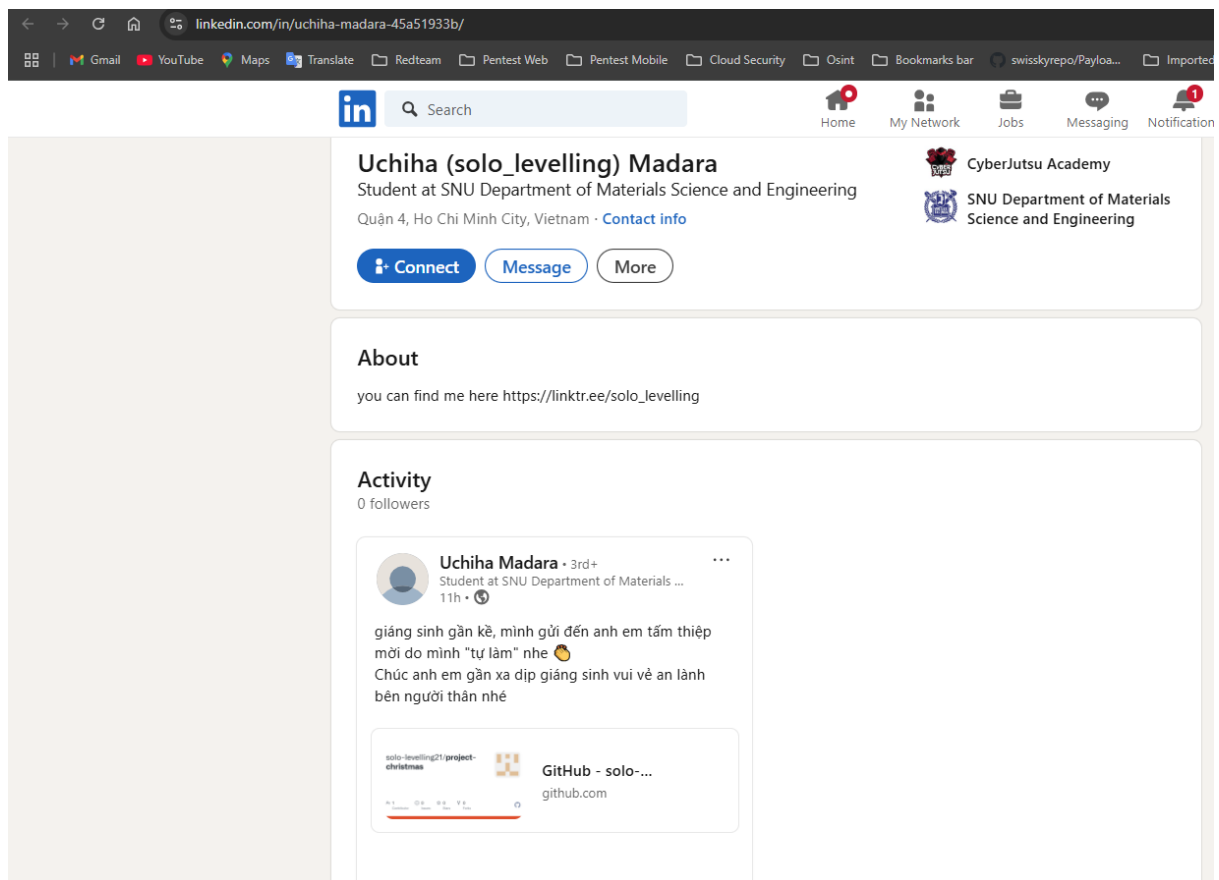 linkedin.com/in/uchiha-madara-45a51933b/
Gmail YouTube Maps Translate Redteam Pentest Web Pentest Mobile Cloud Security Osint Bookmarks bar swisskyrepo/Payloa... Imported
in Search
Home My Network Jobs Messaging Notification
1
Uchiha (solo_levelling) Madara
Student at SNU Department of Materials Science and Engineering
Quận 4, Ho Chi Minh City, Vietnam · Contact info
Connect Message More
CyberJutsu Academy
SNU Department of Materials
Science and Engineering
About
you can find me here https://linktr.ee/solo_levelling
Activity
0 followers
Uchiha Madara • 3rd+
Student at SNU Department of Materials ...
11h •
giáng sinh gần kề, mình gửi đến anh em tấm thiệp
mời do mình "tự làm" nhe 👏
Chúc anh em gần xa dịp giáng sinh vui vẻ an lành
bên người thân nhé
solo-levelling21/project-
christmas
GitHub - solo-...
github.com